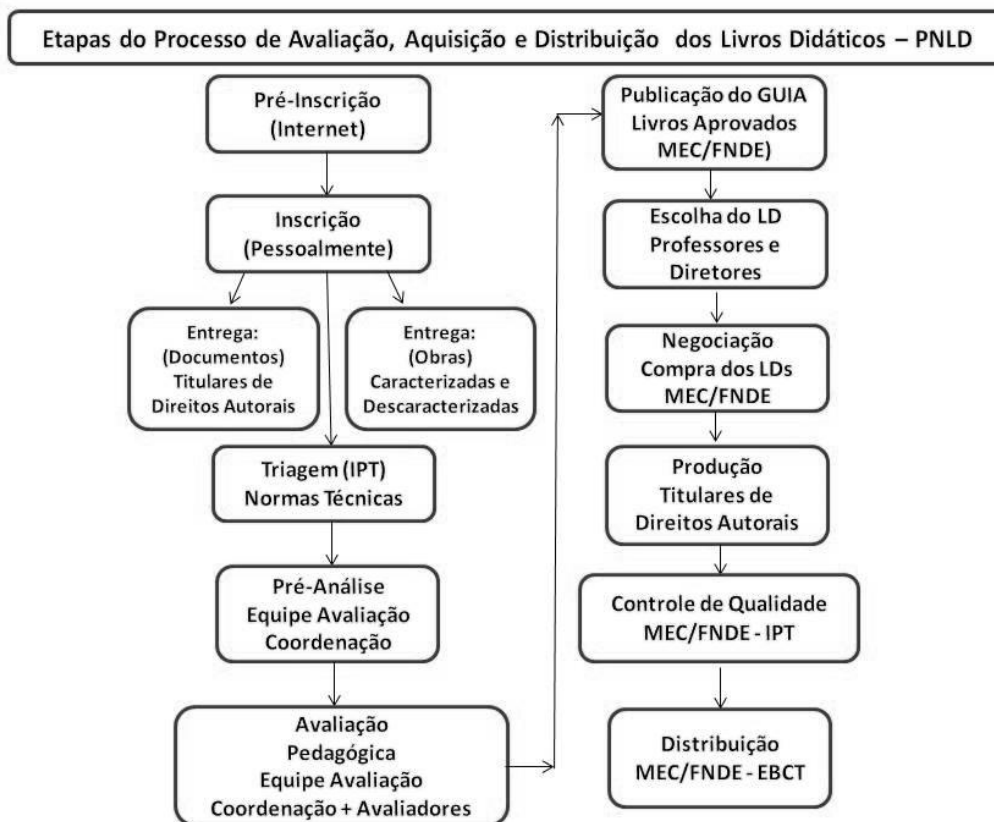 Etapas do Processo de Avaliação, Aquisição e Distribuição dos Livros Didáticos – PNLD
Pré-Inscrição
(Internet)
Inscrição
(Pessoalmente)
Entrega:
(Documentos)
Titulares de
Direitos Autorais
Entrega:
(Obras)
Caracterizadas e
Descaracterizadas
Triagem (IPT)
Normas Técnicas
Pré-Análise
Equipe Avaliação
Coordenação
Avaliação
Pedagógica
Equipe Avaliação
Coordenação + Avaliadores
Publicação do GUIA
Livros Aprovados
MEC/FNDE)
Escolha do LD
Professores e
Diretores
Negociação
Compra dos LDs
MEC/FNDE
Produção
Titulares de
Direitos Autorais
Controle de Qualidade
MEC/FNDE - IPT
Distribuição
MEC/FNDE - EBCT